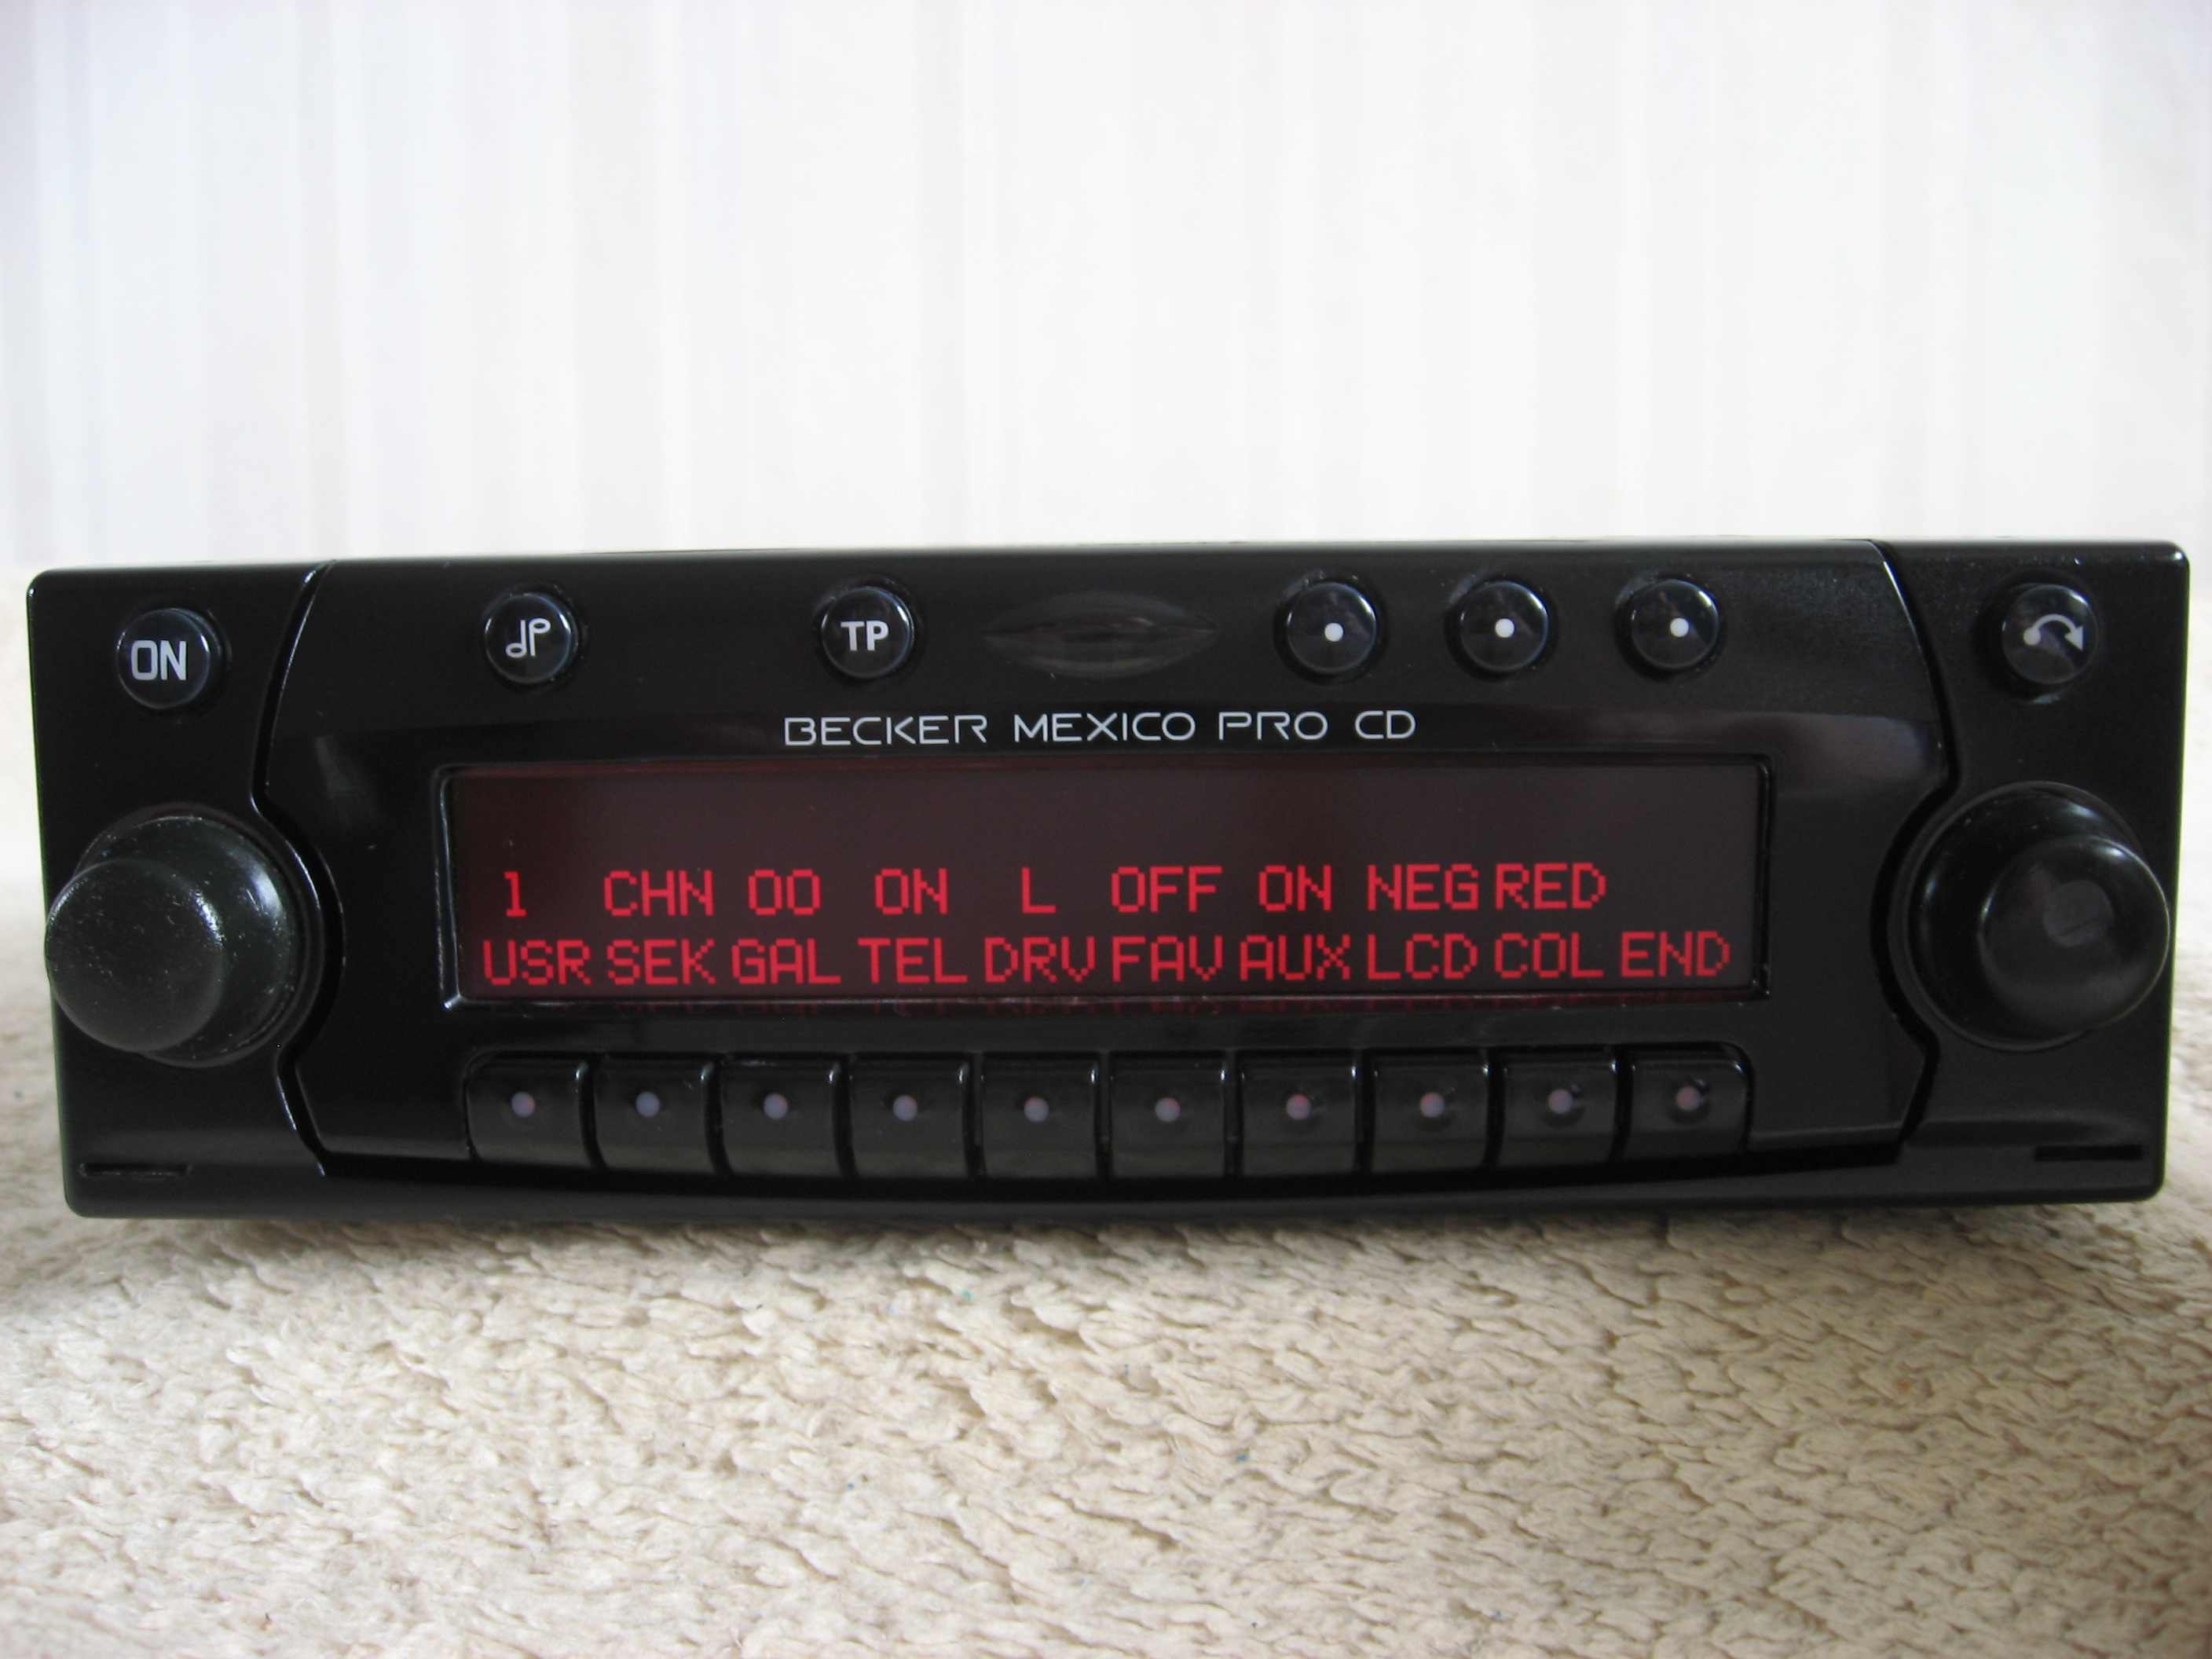 ON
TP
BECKER MEXICO PRO CD
1 CHN 00 ON L OFF ON NEG RED
USR SEK GAL TEL DRV FAV AUX LCD COL END